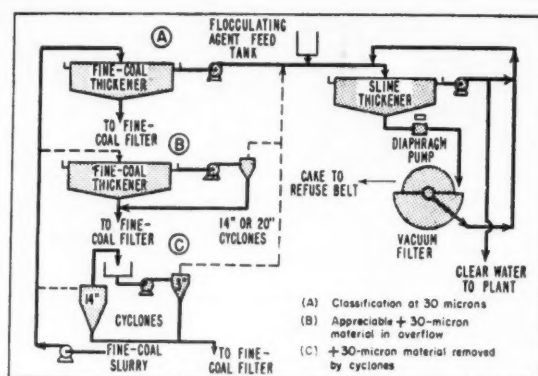 (A)
FLOCCULATING
AGENT FEED
TANK
FINE-COAL
THICKENER
SLIME
THICKENER
TO FINE-
COAL FILTER
(B)
DIAPHRAGM
PUMP
FINE-COAL
THICKENER
CAKE TO
REFUSE BELT
TO FINE-
COAL FILTER
14" OR 20"
CYCLONES
VACUUM
FILTER
(C)
CLEAR WATER
TO PLANT
14"
3"
CYCLONES
FINE-COAL
SLURRY
TO FINE-
COAL FILTER
(A) Classification at 30 microns
(B) Appreciable + 30-micron
material in overflow
(C) +30-micron material removed
by cyclones